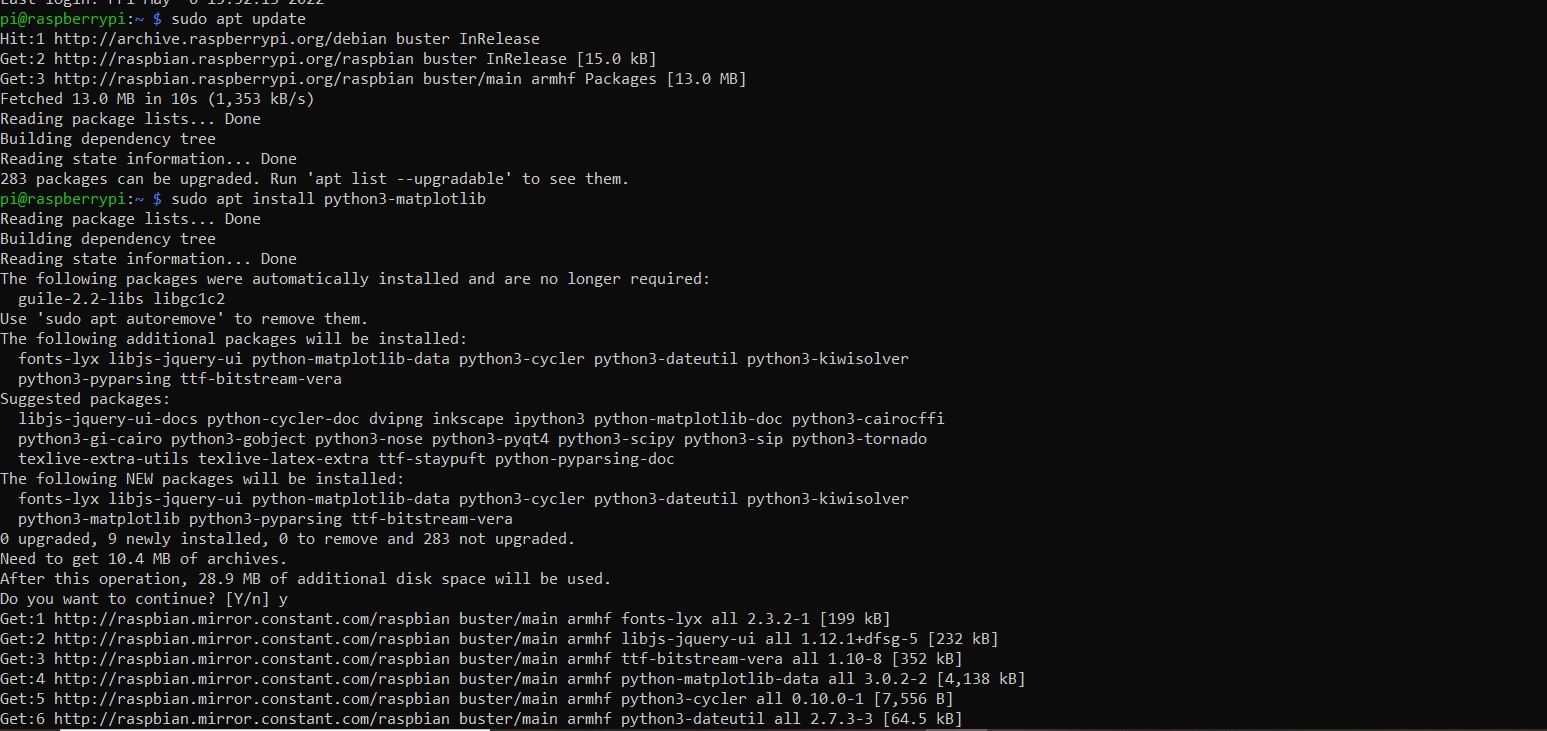 Last login: Fri May  6 15:52:15 2022
pi@raspberrypi:~ $ sudo apt update
Hit:1 http://archive.raspberrypi.org/debian buster InRelease
Get:2 http://raspbian.raspberrypi.org/raspbian buster InRelease [15.0 kB]
Get:3 http://raspbian.raspberrypi.org/raspbian buster/main armhf Packages [13.0 MB]
Fetched 13.0 MB in 10s (1,353 kB/s)
Reading package lists... Done
Building dependency tree
Reading state information... Done
283 packages can be upgraded. Run 'apt list --upgradable' to see them.
pi@raspberrypi:~ $ sudo apt install python3-matplotlib
Reading package lists... Done
Building dependency tree
Reading state information... Done
The following packages were automatically installed and are no longer required:
  guile-2.2-libs libgc1c2
Use 'sudo apt autoremove' to remove them.
The following additional packages will be installed:
  fonts-lyx libjs-jquery-ui python-matplotlib-data python3-cycler python3-dateutil python3-kiwisolver
  python3-pyparsing ttf-bitstream-vera
Suggested packages:
  libjs-jquery-ui-docs python-cycler-doc dvipng inkscape ipython3 python-matplotlib-doc python3-cairocffi
  python3-gi-cairo python3-gobject python3-nose python3-pyqt4 python3-scipy python3-sip python3-tornado
  texlive-extra-utils texlive-latex-extra ttf-staypuft python-pyparsing-doc
The following NEW packages will be installed:
  fonts-lyx libjs-jquery-ui python-matplotlib-data python3-cycler python3-dateutil python3-kiwisolver
  python3-matplotlib python3-pyparsing ttf-bitstream-vera
0 upgraded, 9 newly installed, 0 to remove and 283 not upgraded.
Need to get 10.4 MB of archives.
After this operation, 28.9 MB of additional disk space will be used.
Do you want to continue? [Y/n] y
Get:1 http://raspbian.mirror.constant.com/raspbian buster/main armhf fonts-lyx all 2.3.2-1 [199 kB]
Get:2 http://raspbian.mirror.constant.com/raspbian buster/main armhf libjs-jquery-ui all 1.12.1+dfsg-5 [232 kB]
Get:3 http://raspbian.mirror.constant.com/raspbian buster/main armhf ttf-bitstream-vera all 1.10-8 [352 kB]
Get:4 http://raspbian.mirror.constant.com/raspbian buster/main armhf python-matplotlib-data all 3.0.2-2 [4,138 kB]
Get:5 http://raspbian.mirror.constant.com/raspbian buster/main armhf python3-cycler all 0.10.0-1 [7,556 B]
Get:6 http://raspbian.mirror.constant.com/raspbian buster/main armhf python3-dateutil all 2.7.3-3 [64.5 kB]